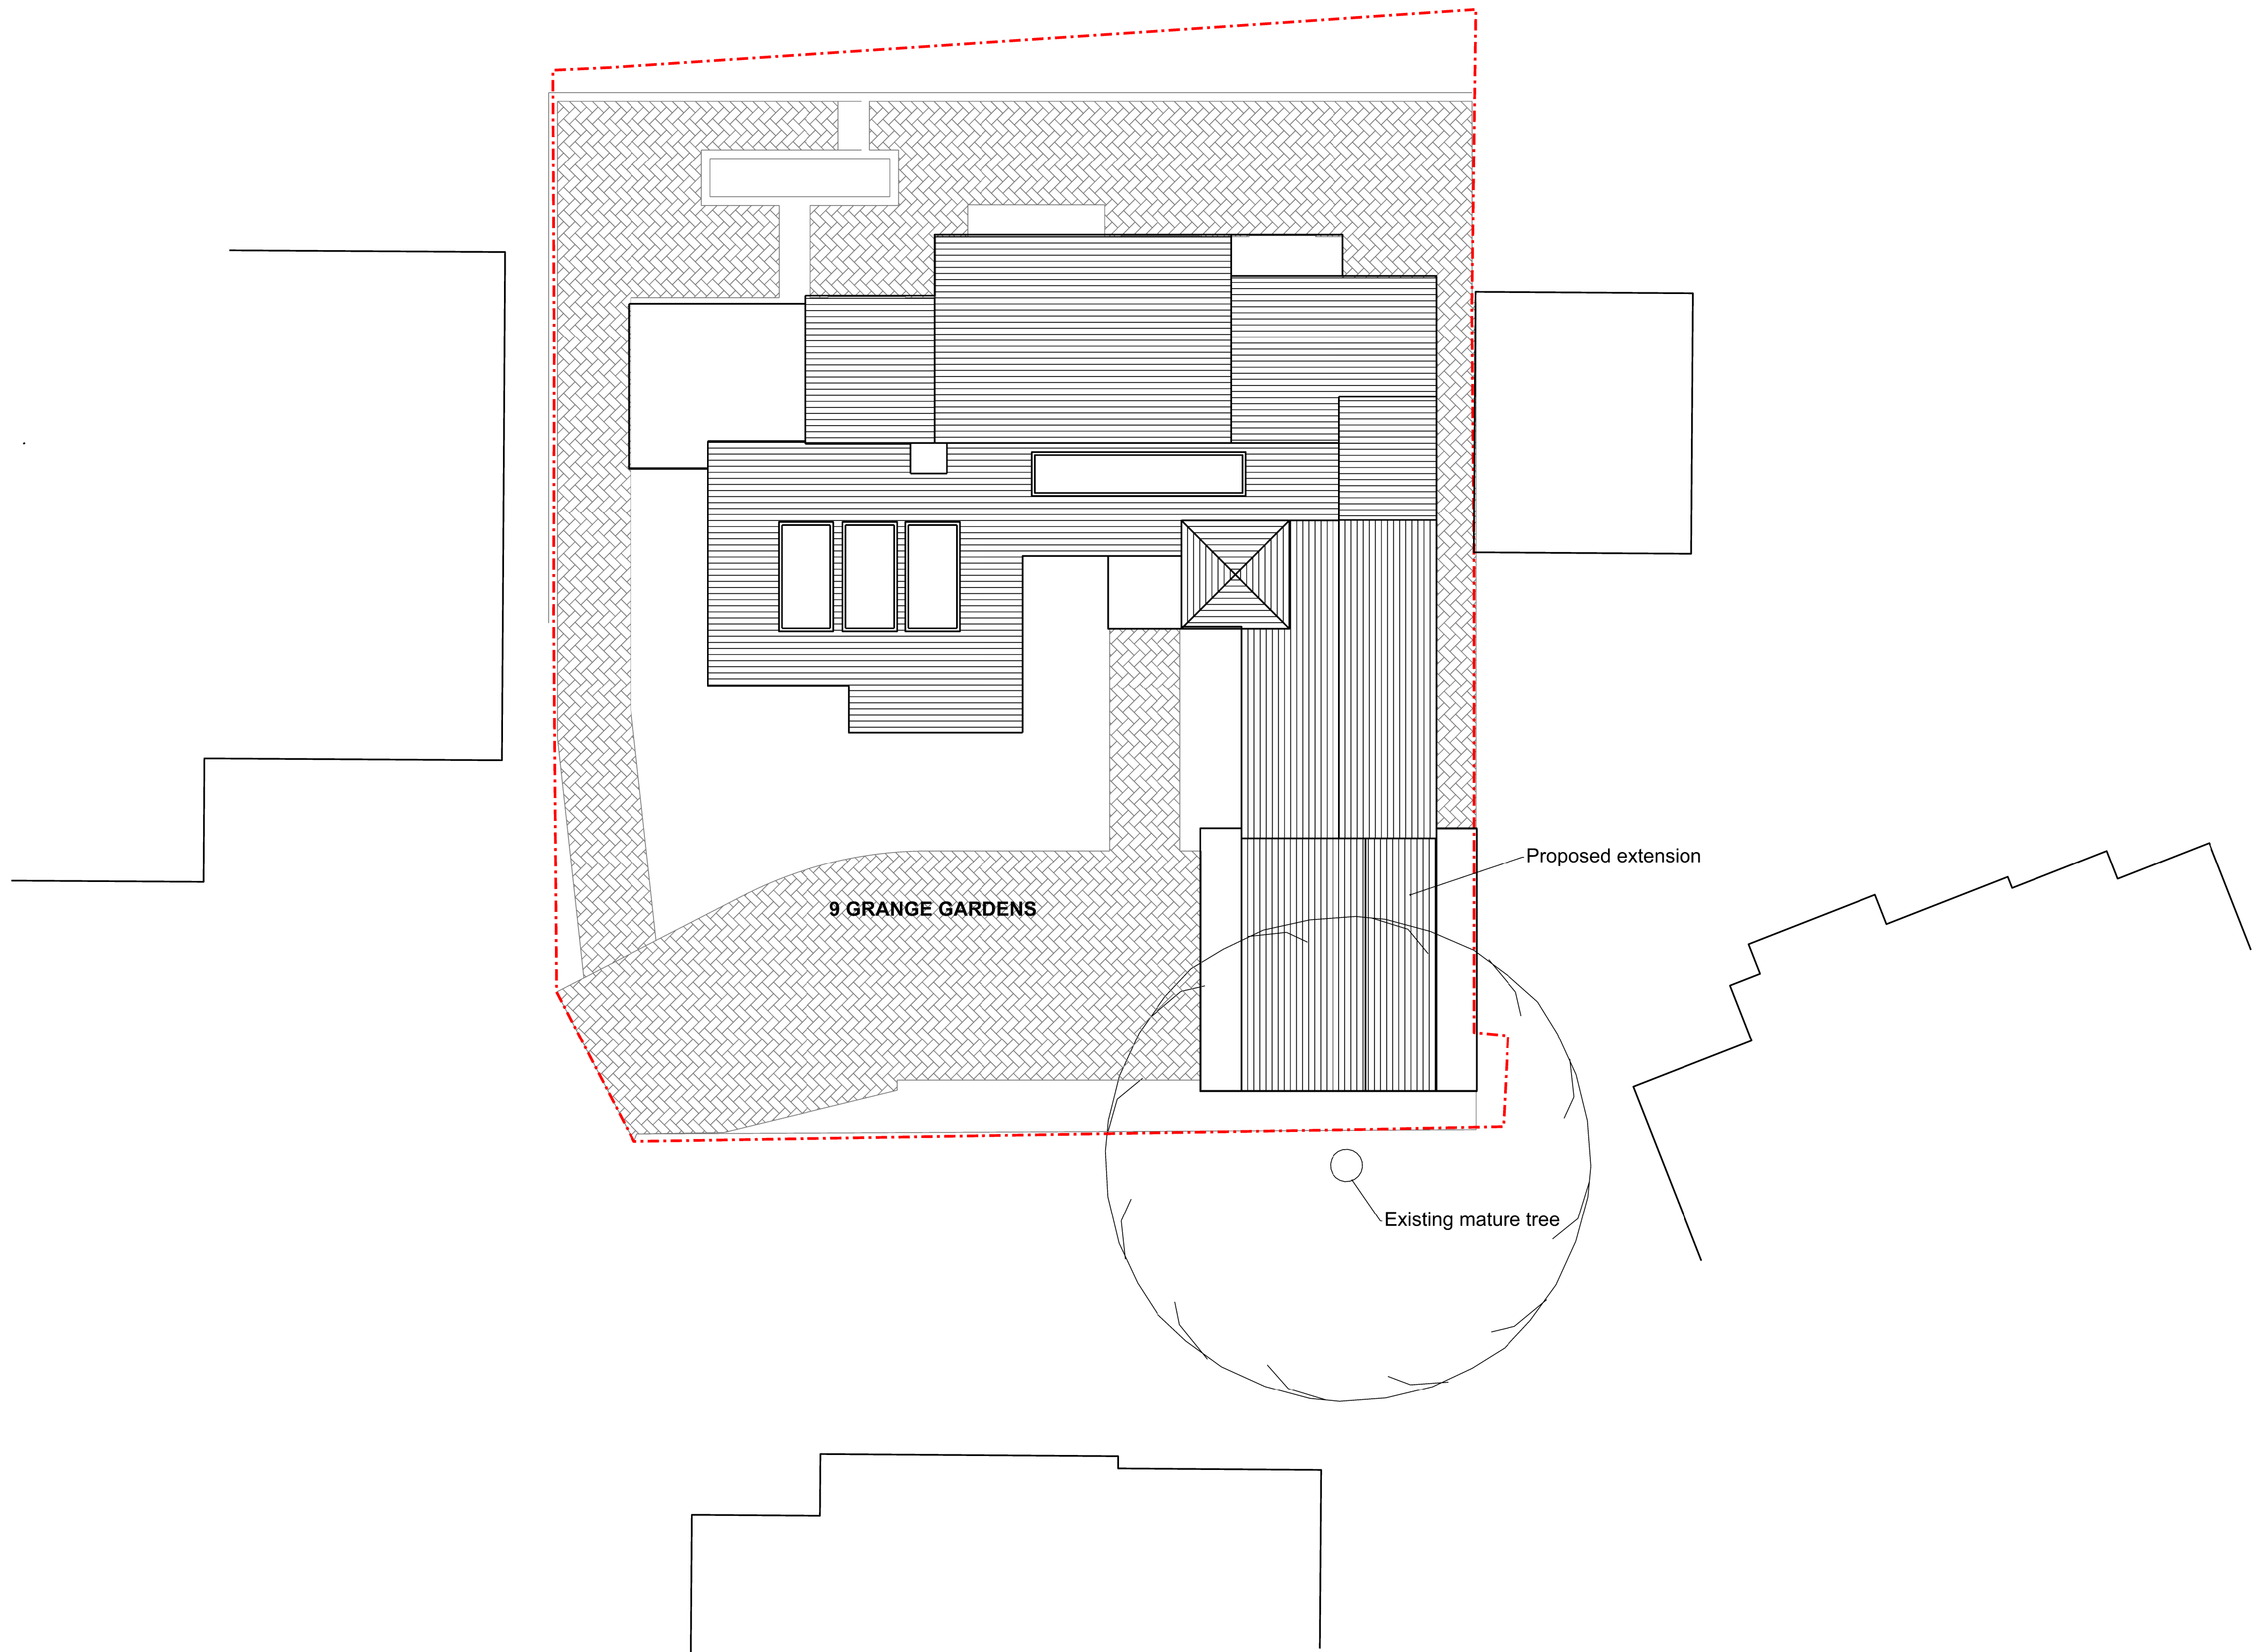 Proposed extension
9 GRANGE GARDENS
Existing mature tree